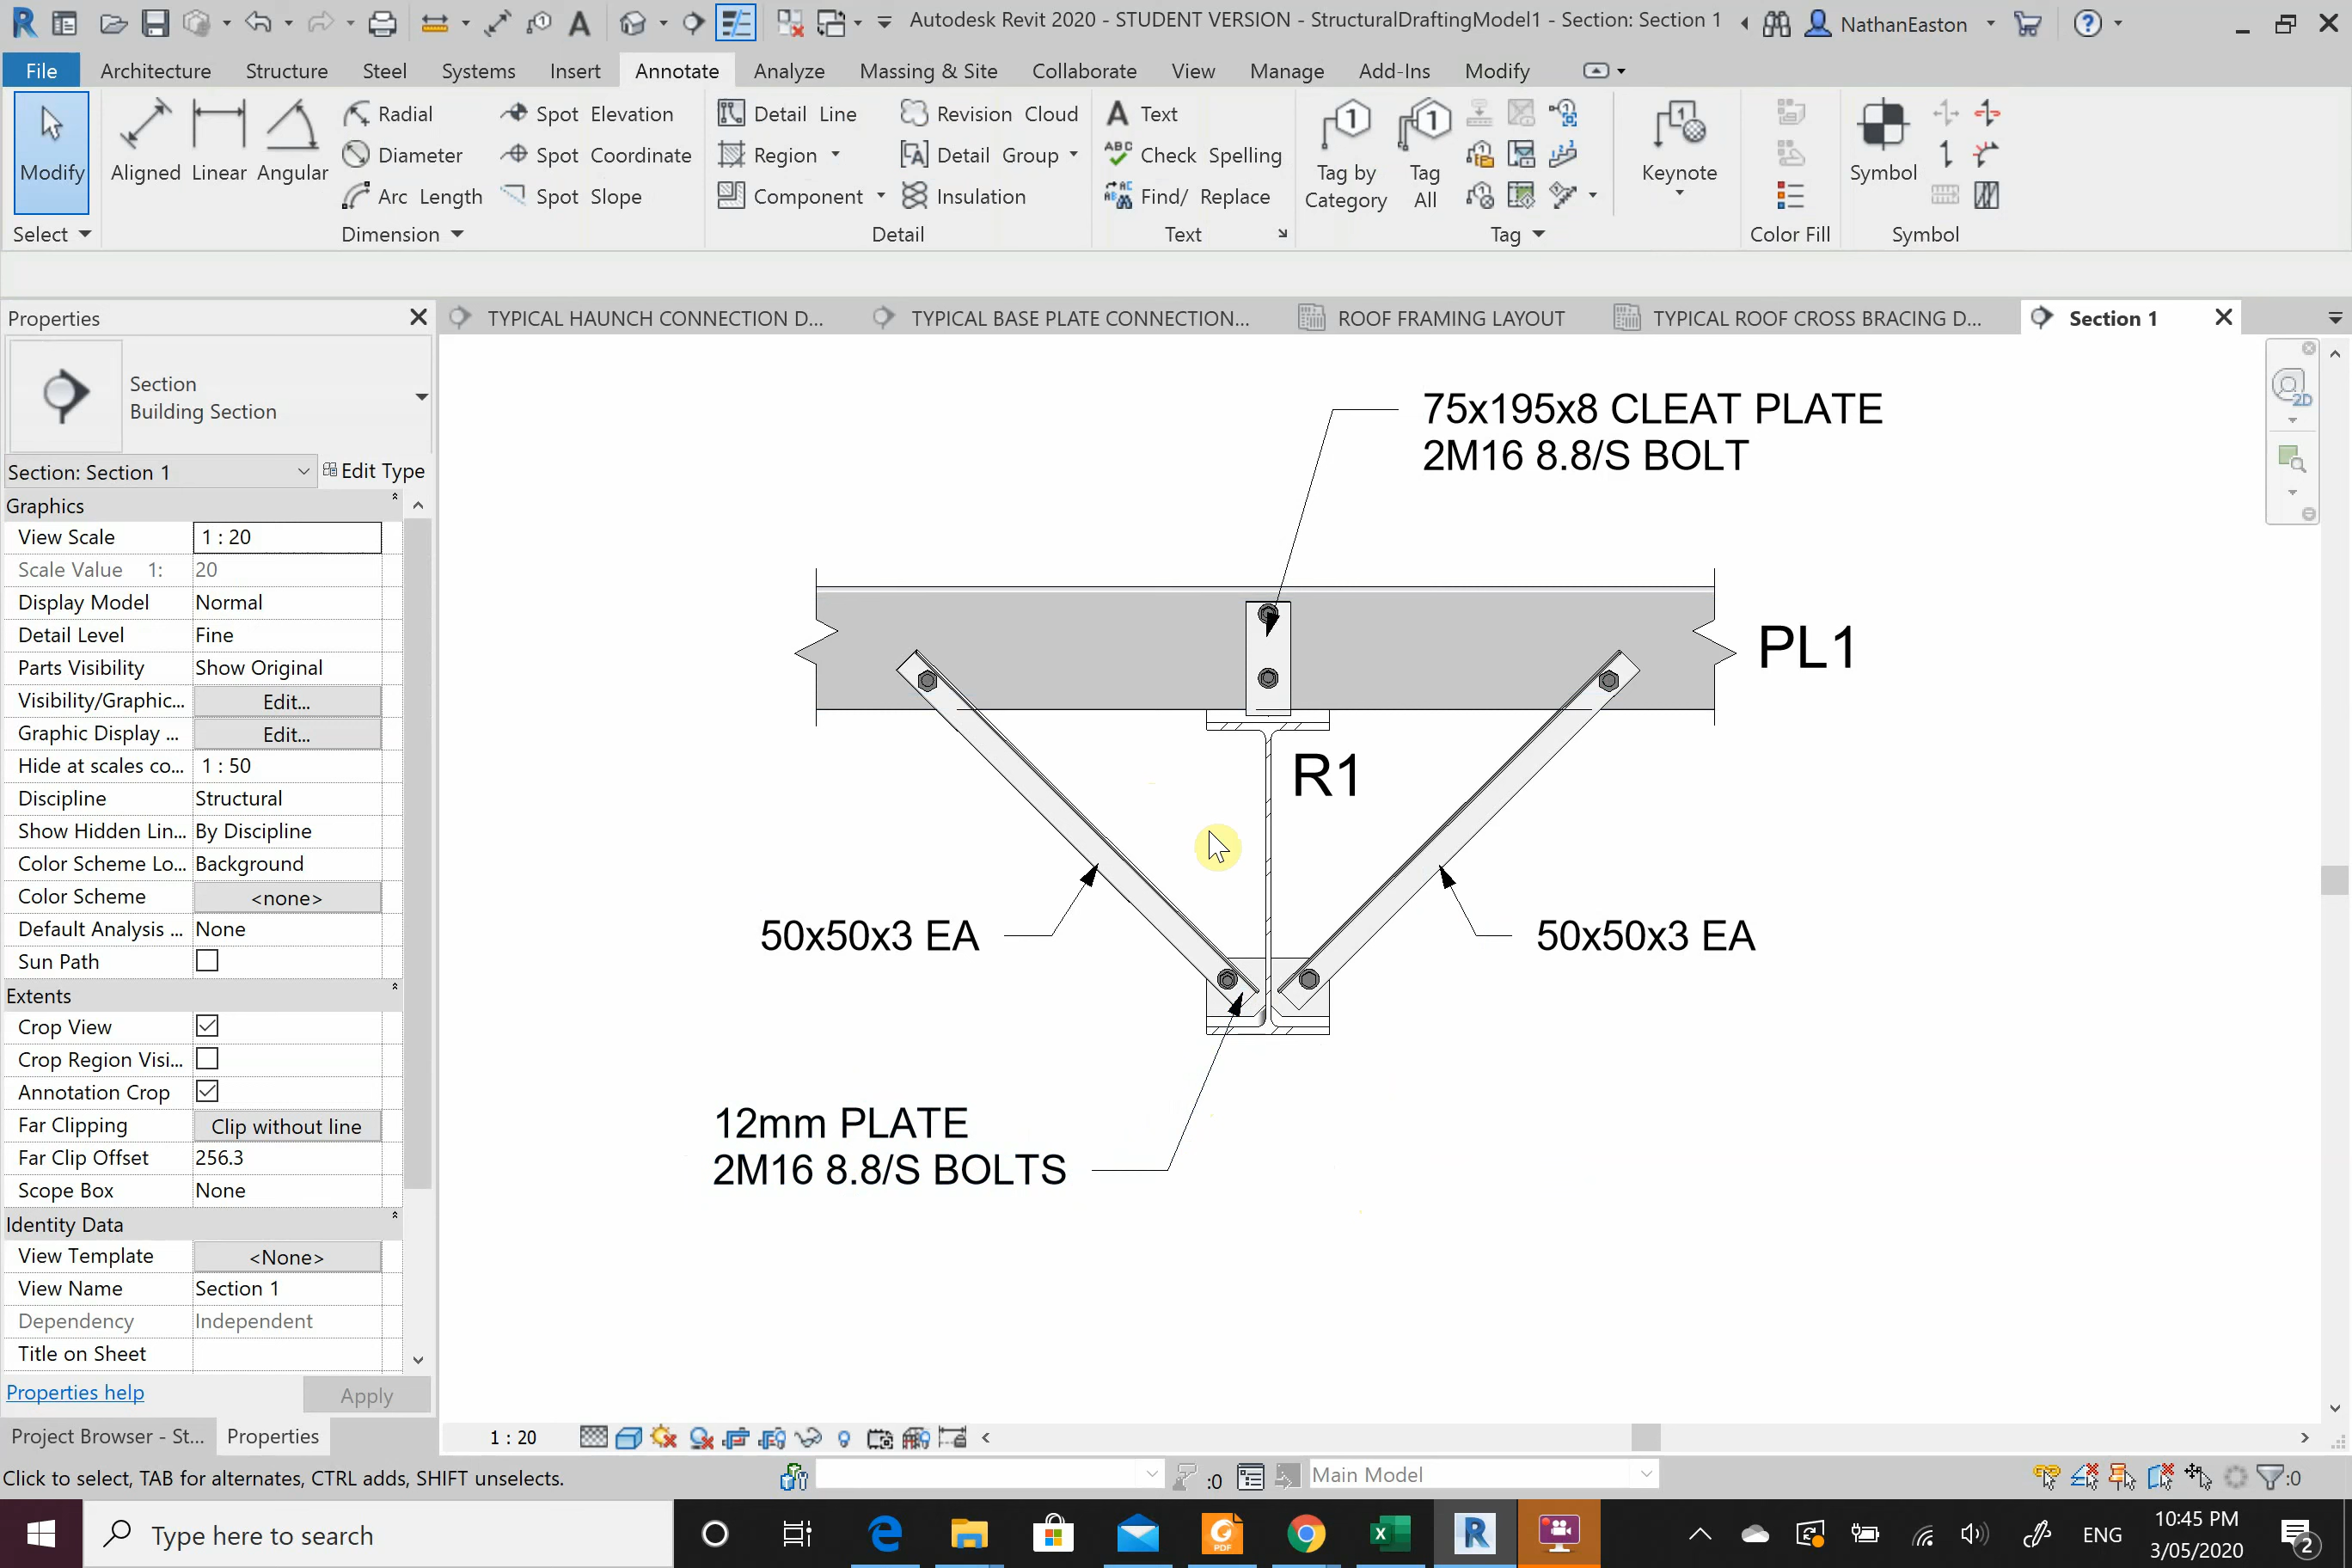 Autodesk Revit 2020 - STUDENT VERSION - StructuralDraftingModel1 - Section: Section 1
NathanEaston
File Architecture Structure Steel Systems Insert Annotate Analyze Massing & Site Collaborate View Manage Add-Ins Modify
Modify
Select
Aligned
Linear
Angular
Radial
Diameter
Arc Length
Spot Elevation
Spot Coordinate
Spot Slope
Dimension
Detail Line
Region
Component
Revision Cloud
Detail Group
Insulation
Detail
Text
Check Spelling
Find/ Replace
Text
Tag by
Category
Tag
All
Tag
Keynote
Color Fill
Symbol
Symbol
Properties
TYPICAL HAUNCH CONNECTION D...
TYPICAL BASE PLATE CONNECTION...
ROOF FRAMING LAYOUT
TYPICAL ROOF CROSS BRACING D...
Section 1
Section
Building Section
Section: Section 1
Edit Type
Graphics
View Scale 1 : 20
Scale Value 1: 20
Display Model Normal
Detail Level Fine
Parts Visibility Show Original
Visibility/Graphic... Edit...
Graphic Display ... Edit...
Hide at scales co... 1 : 50
Discipline Structural
Show Hidden Lin... By Discipline
Color Scheme Lo... Background
Color Scheme <none>
Default Analysis ... None
Sun Path
Extents
Crop View
Crop Region Visi...
Annotation Crop
Far Clipping Clip without line
Far Clip Offset 256.3
Scope Box None
Identity Data
View Template <None>
View Name Section 1
Dependency Independent
Title on Sheet
Properties help
Apply
Project Browser - St...
Properties
75x195x8 CLEAT PLATE
2M16 8.8/S BOLT
PL1
R1
50x50x3 EA
50x50x3 EA
12mm PLATE
2M16 8.8/S BOLTS
2D
1 : 20
Click to select, TAB for alternates, CTRL adds, SHIFT unselects.
:0
Main Model
:0
Type here to search
ENG
10:45 PM
3/05/2020
2